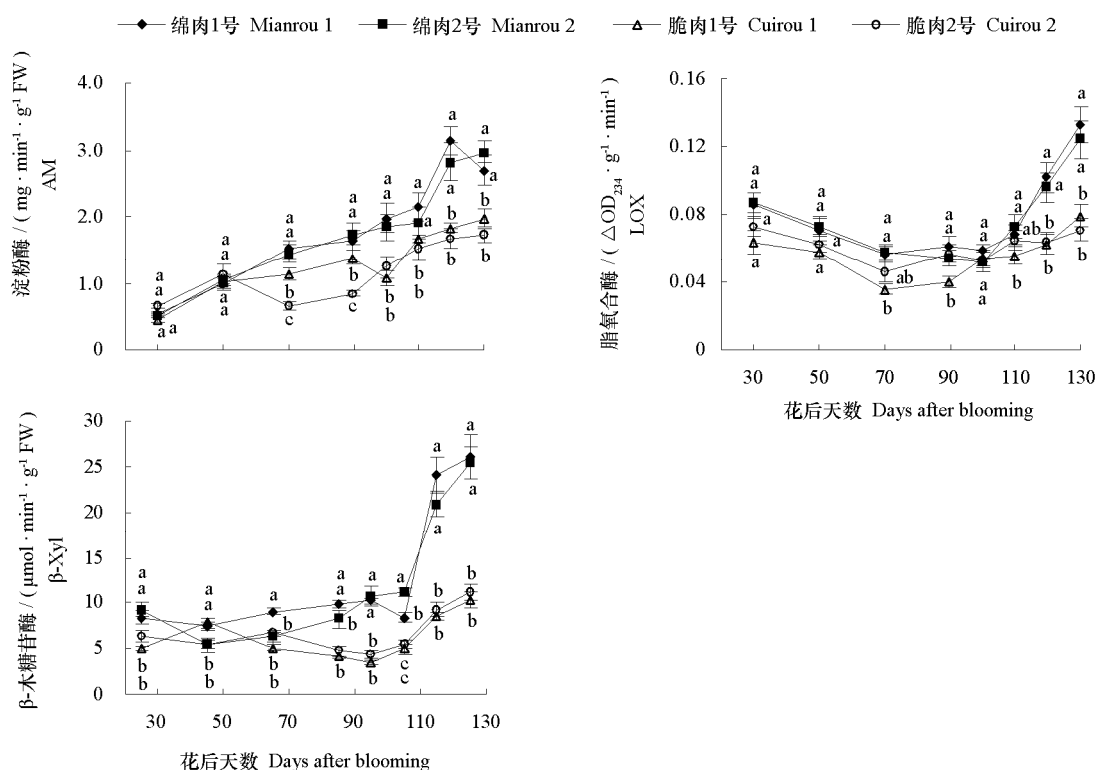 绵肉1号 Mianrou 1 绵肉2号 Mianrou 2 脆肉1号 Cuirou 1 脆肉2号 Cuirou 2
淀粉酶 / ( mg · min⁻¹ · g⁻¹ FW )
AM
4.0
3.0
2.0
1.0
0
a a a a a a a a
a a a a a a a a
a a b b b a b b
a a c c b b b b
脂氧合酶 / ( △OD₂₃₄ · g⁻¹ · min⁻¹ )
LOX
0.16
0.12
0.08
0.04
0
a a a a a a a a
a a a a a a a a
a a ab a a ab b b
a a b b a b b b
30 50 70 90 110 130
花后天数 Days after blooming
β-木糖苷酶 / ( μmol · min⁻¹ · g⁻¹ FW )
β-Xyl
30
25
20
15
10
5
0
a a a a a a a a
a a b a a b a a
b b b b b c b b
b b b b b c b b
30 50 70 90 110 130
花后天数 Days after blooming